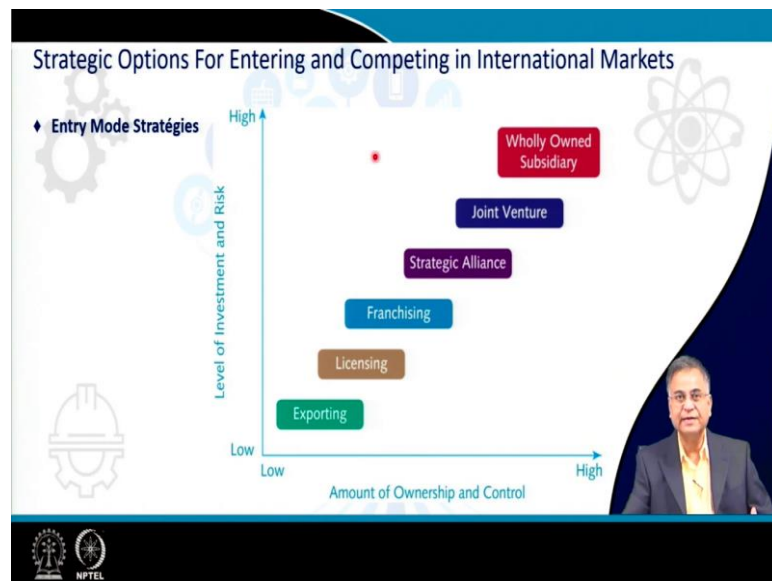 Strategic Options For Entering and Competing in International Markets
♦ Entry Mode Stratégies
High
Wholly Owned
Subsidiary
Joint Venture
Strategic Alliance
Franchising
Licensing
Exporting
Level of Investment and Risk
Low
Low
High
Amount of Ownership and Control
NPTEL